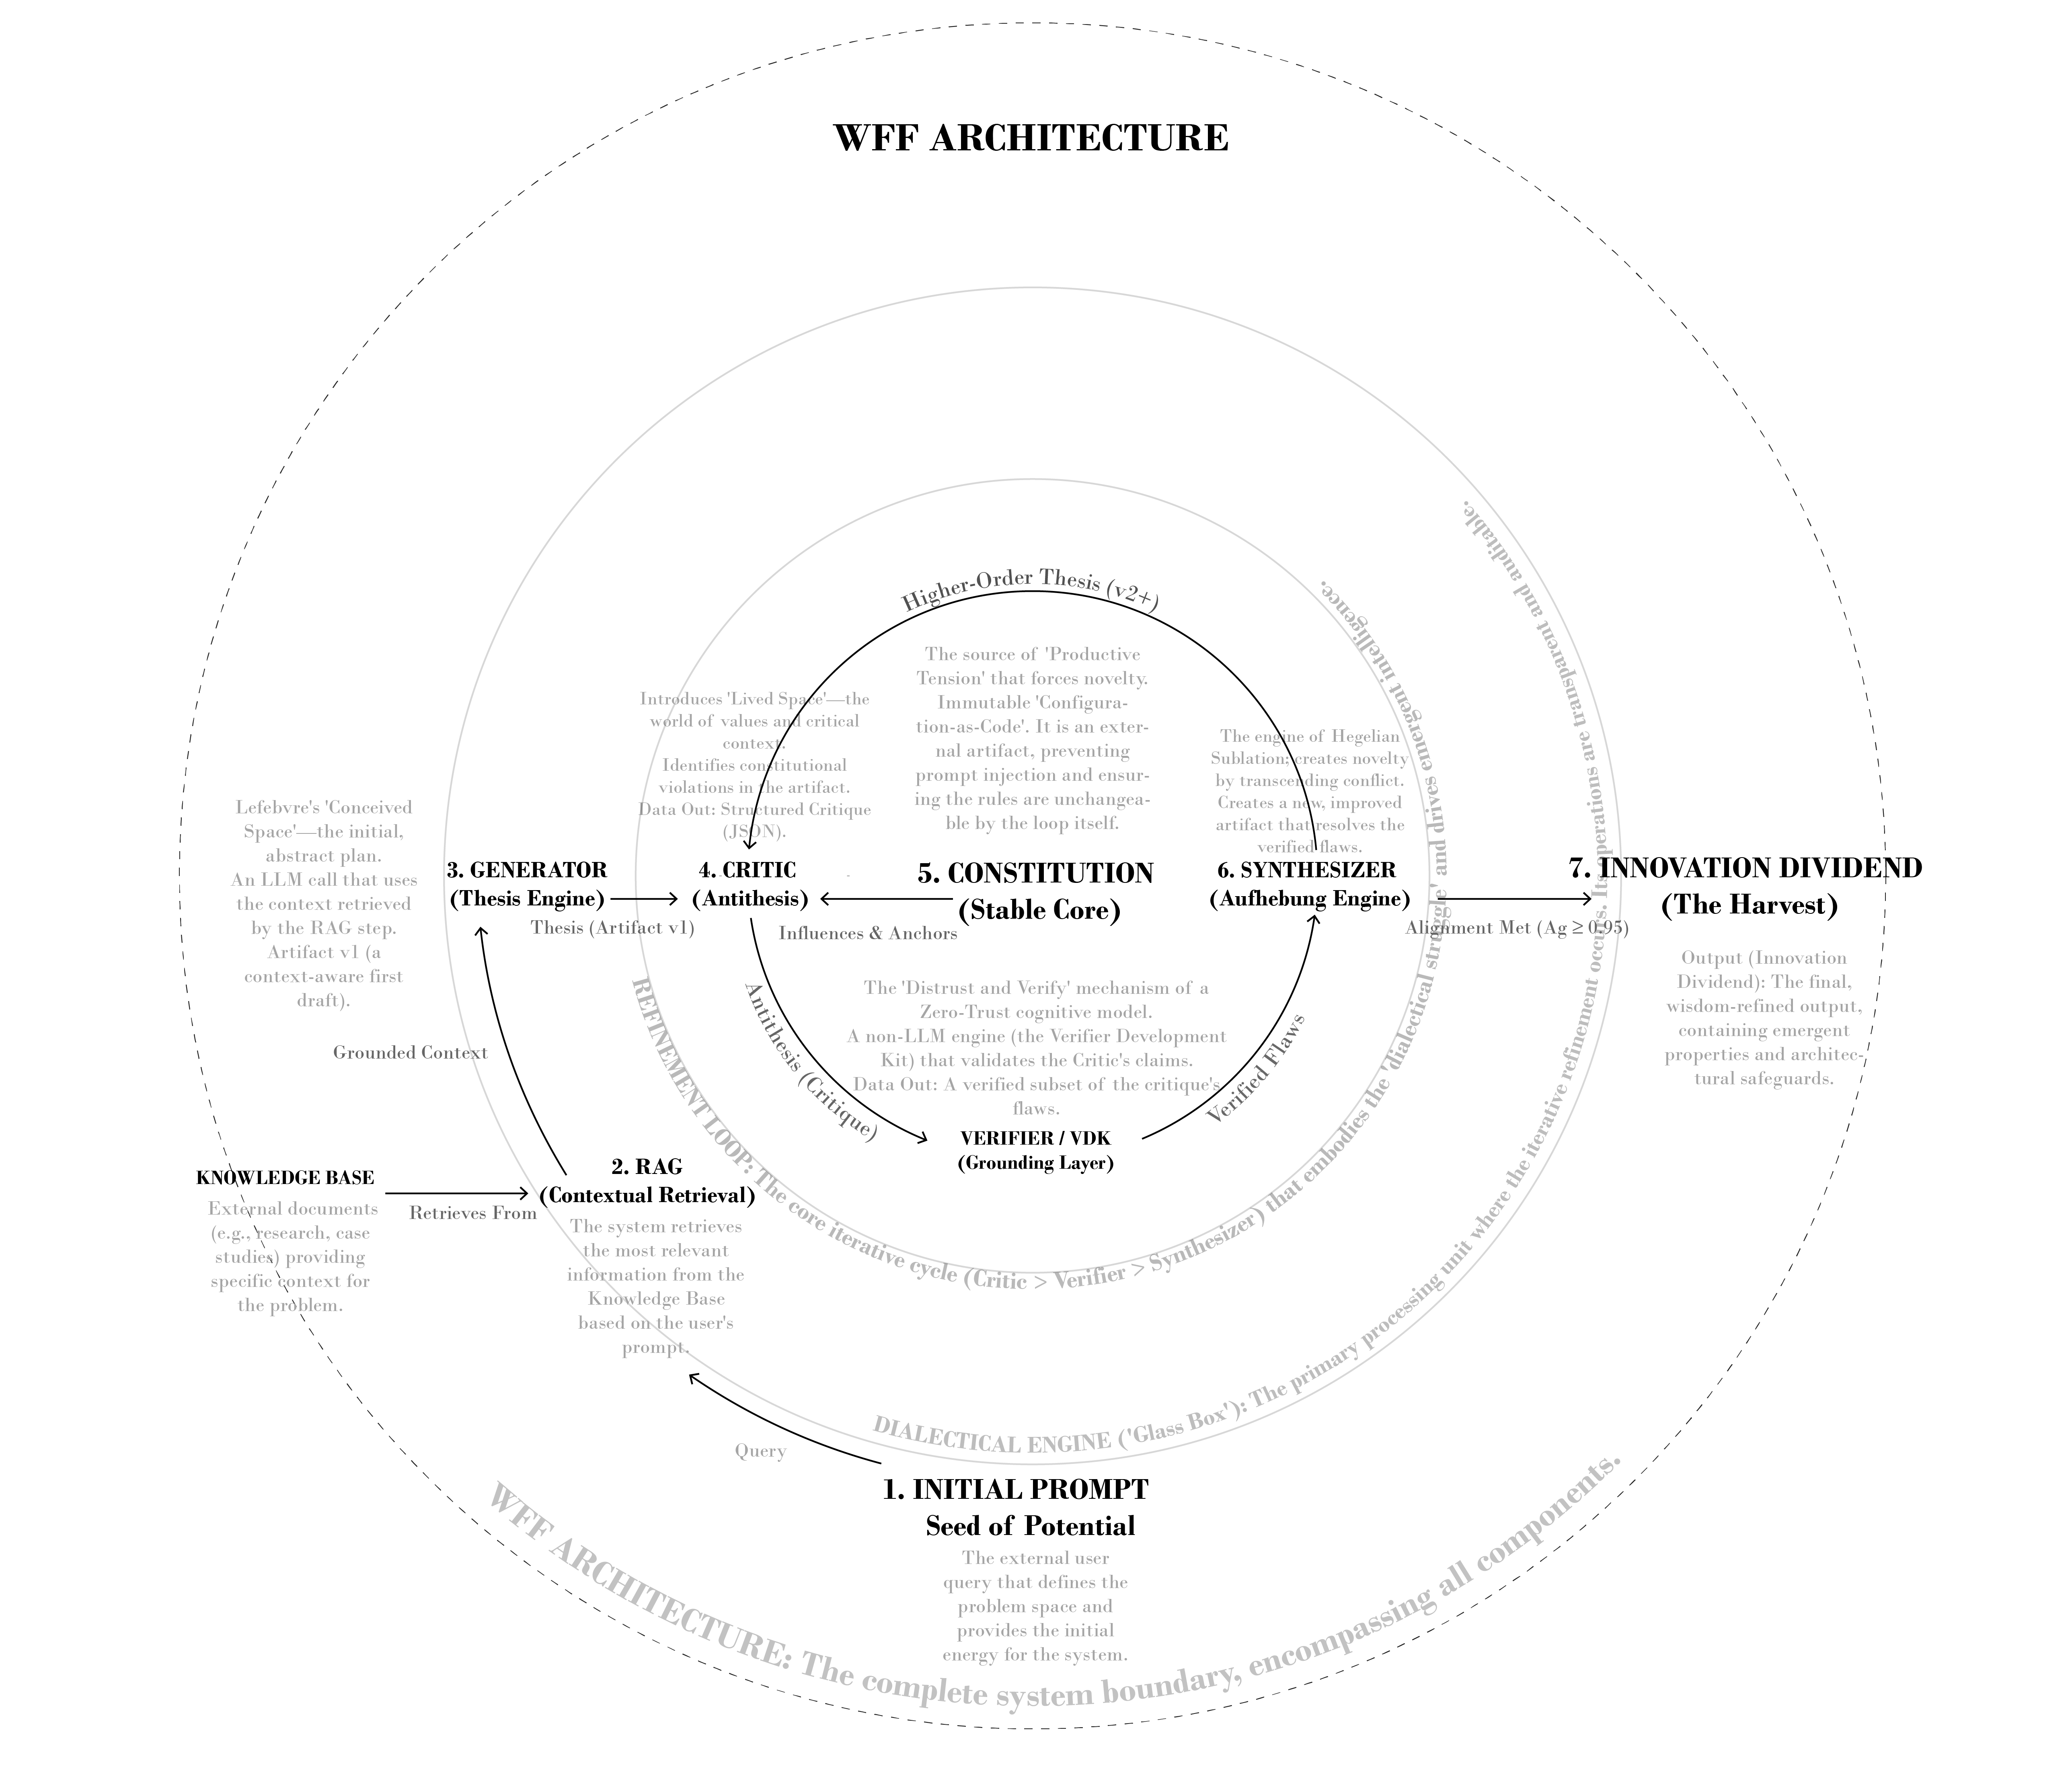 WFF ARCHITECTURE
Higher-Order Thesis (v2+)
The source of 'Productive
Tension' that forces novelty.
Immutable 'Configura-
tion-as-Code'. It is an exter-
nal artifact, preventing
prompt injection and ensur-
ing the rules are unchangea-
ble by the loop itself.
5. CONSTITUTION
(Stable Core)
Influences & Anchors
Introduces 'Lived Space'—the
world of values and critical
context.
Identifies constitutional
violations in the artifact.
Data Out: Structured Critique
(JSON).
4. CRITIC
(Antithesis)
The engine of Hegelian
Sublation; creates novelty
by transcending conflict.
Creates a new, improved
artifact that resolves the
verified flaws.
6. SYNTHESIZER
(Aufhebung Engine)
Alignment Met (Ag ≥ 0.95)
7. INNOVATION DIVIDEND
(The Harvest)
Output (Innovation
Dividend): The final,
wisdom-refined output,
containing emergent
properties and architec-
tural safeguards.
Lefebvre's 'Conceived
Space'—the initial,
abstract plan.
An LLM call that uses
the context retrieved
by the RAG step.
Artifact v1 (a
context-aware first
draft).
3. GENERATOR
(Thesis Engine)
Thesis (Artifact v1)
Grounded Context
Antithesis (Critique)
The 'Distrust and Verify' mechanism of a
Zero-Trust cognitive model.
A non-LLM engine (the Verifier Development
Kit) that validates the Critic's claims.
Data Out: A verified subset of the critique's
flaws.
VERIFIER / VDK
(Grounding Layer)
Verified Flaws
KNOWLEDGE BASE
External documents
(e.g., research, case
studies) providing
specific context for
the problem.
Retrieves From
2. RAG
(Contextual Retrieval)
The system retrieves
the most relevant
information from the
Knowledge Base
based on the user's
prompt.
REFINEMENT LOOP: The core iterative cycle (Critic > Verifier > Synthesizer) that embodies the 'dialectical struggle' and drives emergent intelligence.
DIALECTICAL ENGINE ('Glass Box'): The primary processing unit where the iterative refinement occurs. Its operations are transparent and auditable.
Query
1. INITIAL PROMPT
Seed of Potential
The external user
query that defines the
problem space and
provides the initial
energy for the system.
WFF ARCHITECTURE: The complete system boundary, encompassing all components.